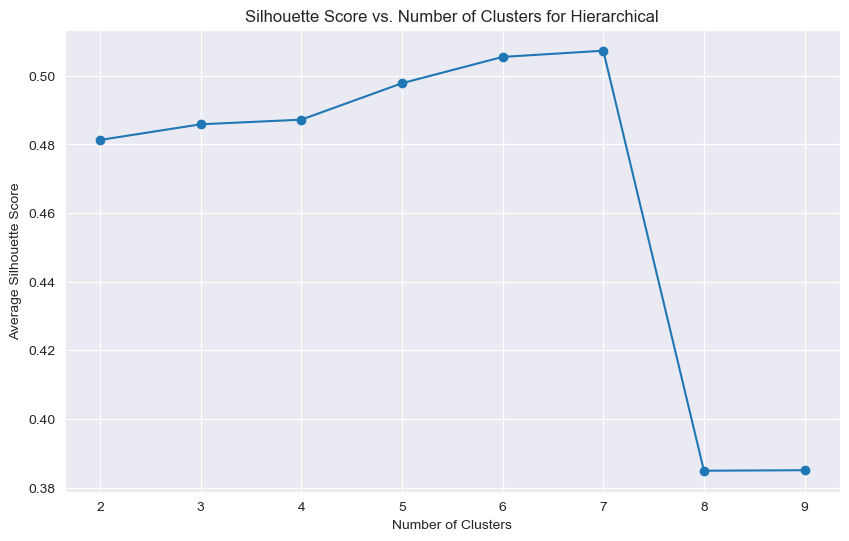 Silhouette Score vs. Number of Clusters for Hierarchical
Average Silhouette Score
0.50
0.48
0.46
0.44
0.42
0.40
0.38
2 3 4 5 6 7 8 9
Number of Clusters